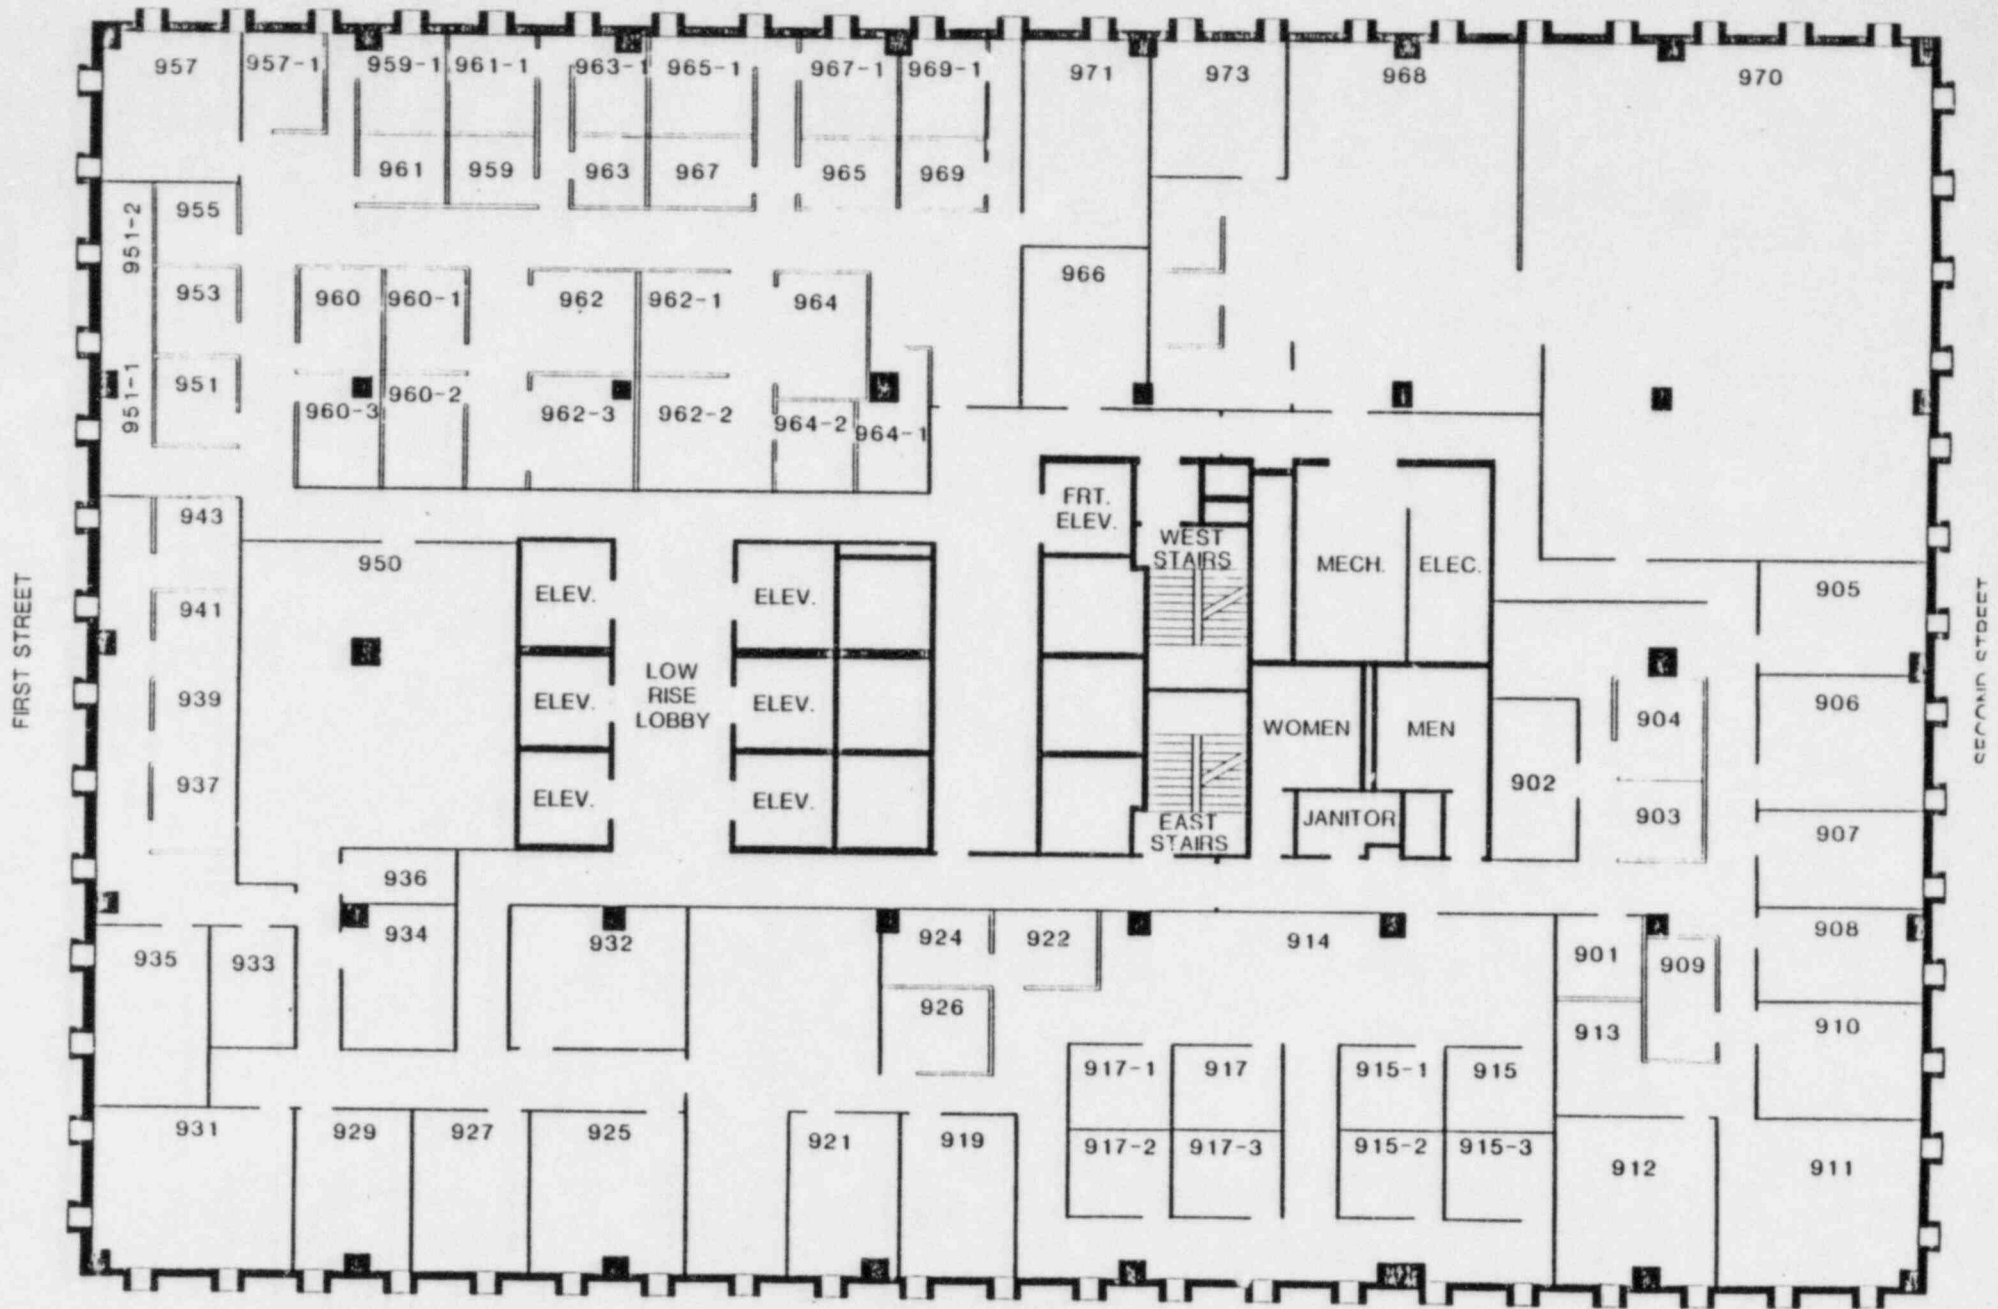 957 957-1 959-1 961-1 963-1 965-1 967-1 969-1 971 973 968 970
961 959 963 967 965 969
955
951-2
953
960 960-1 962 962-1 964 966
951
951-1
960-3 960-2 962-3 962-2 964-2 964-1
943
950
FRT.
ELEV.
WEST
STAIRS
MECH. ELEC.
905
941
ELEV. ELEV.
FIRST STREET
LOW
RISE
LOBBY
SECOND STREET
939
ELEV. ELEV.
WOMEN MEN
904 906
937
ELEV. ELEV.
902
903 907
JANITOR
EAST
STAIRS
936
934 932 924 922 914 901 909 908
935 933
926
913 910
917-1 917 915-1 915
931 929 927 925 921 919
917-2 917-3 915-2 915-3
912 911